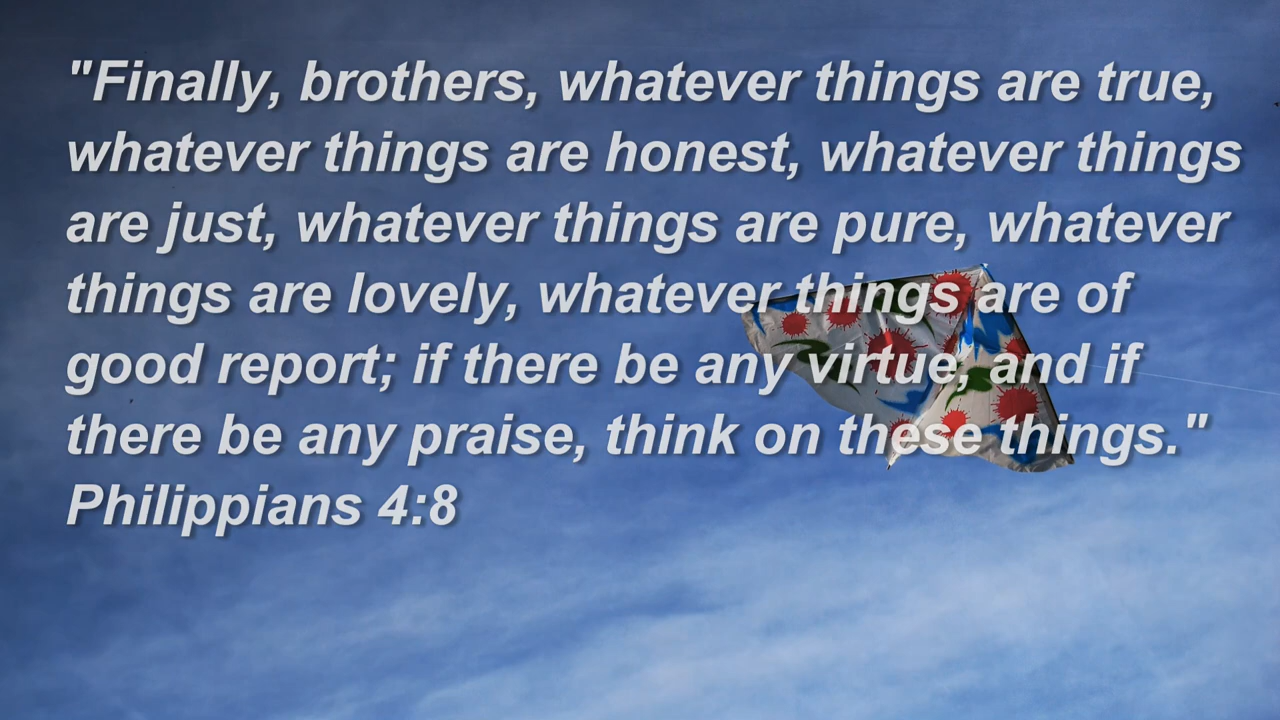 "Finally, brothers, whatever things are true,
whatever things are honest, whatever things
are just, whatever things are pure, whatever
things are lovely, whatever things are of
good report; if there be any virtue, and if
there be any praise, think on these things."
Philippians 4:8